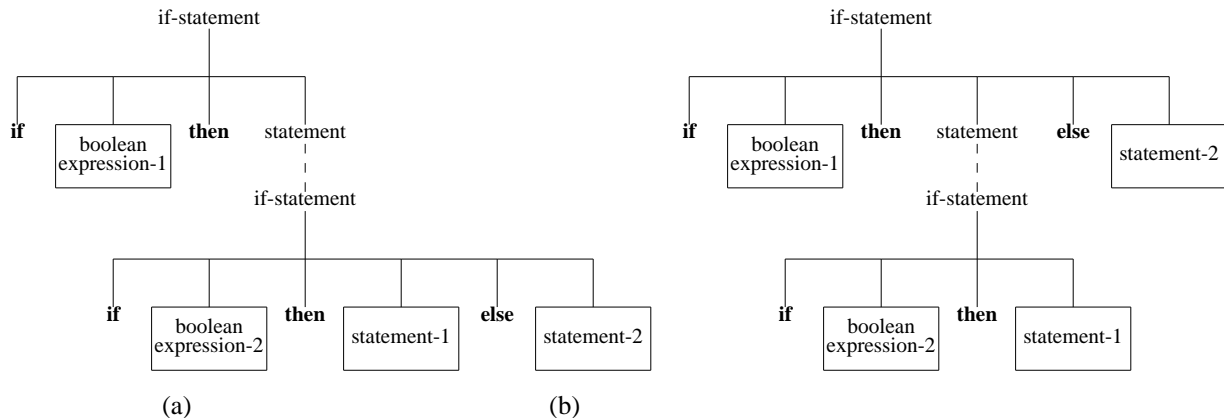 if-statement
if
boolean
expression-1
then
statement
if-statement
if
boolean
expression-2
then
statement-1
else
statement-2
(a)
if-statement
if
boolean
expression-1
then
statement
else
statement-2
if-statement
if
boolean
expression-2
then
statement-1
(b)